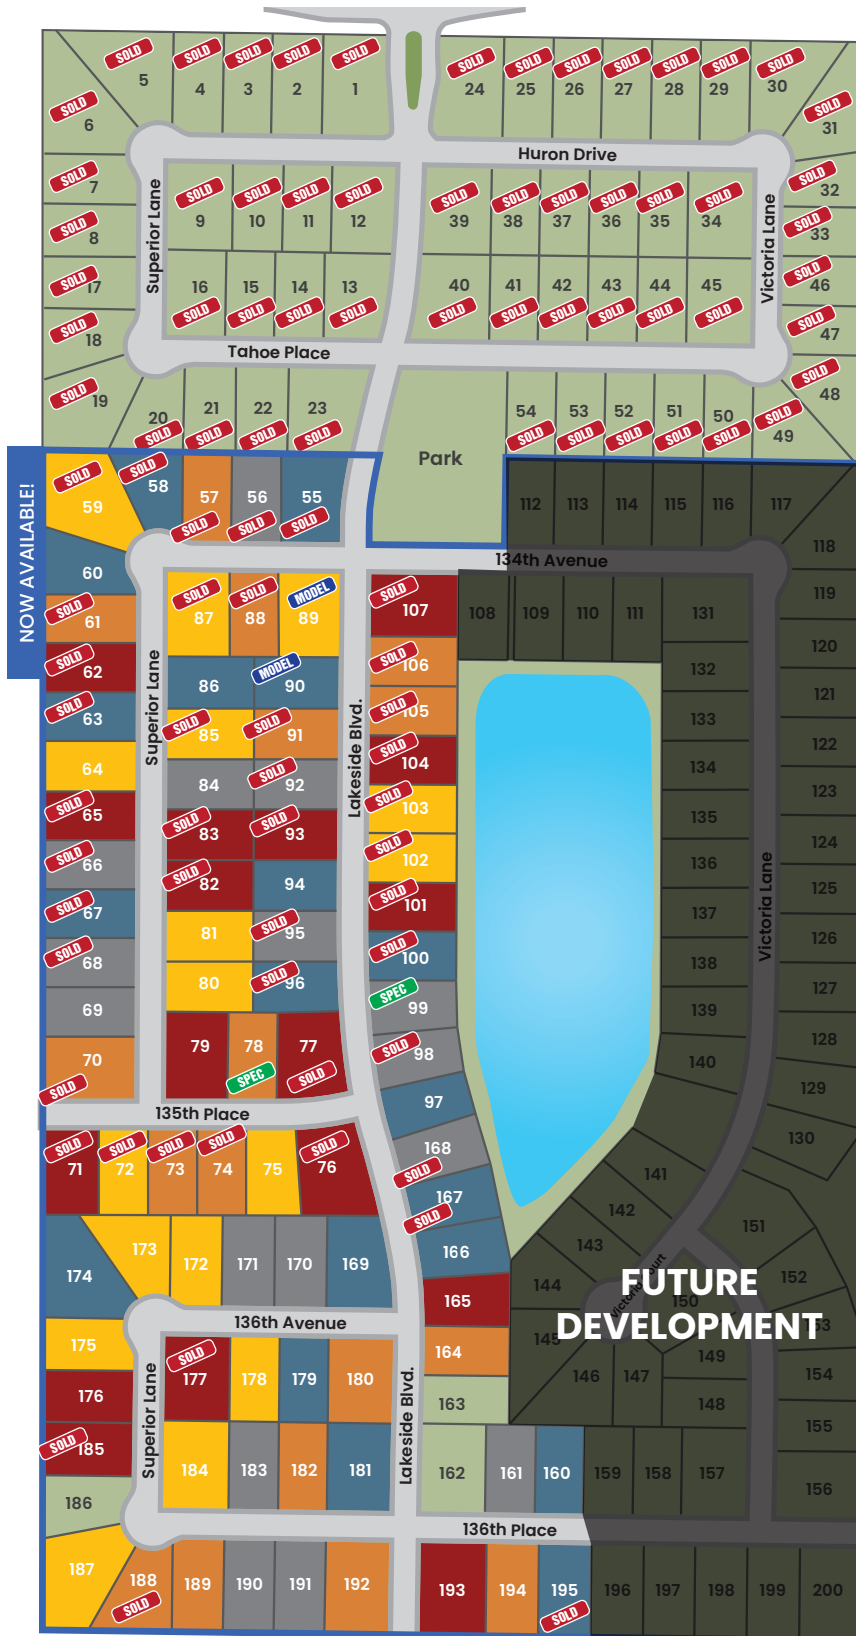 SOLD SOLD SOLD SOLD SOLD
5 4 3 2 1
SOLD SOLD SOLD SOLD SOLD SOLD SOLD
24 25 26 27 28 29 30
SOLD
6
SOLD
31
Huron Drive
SOLD
7
SOLD
32
SOLD
8
SOLD
33
SOLD
17
SOLD
46
SOLD
18
SOLD
47
SOLD
19
SOLD
48
Superior Lane
SOLD SOLD SOLD SOLD
9 10 11 12
SOLD SOLD SOLD SOLD SOLD SOLD
39 38 37 36 35 34
Victoria Lane
16 15 14 13
SOLD SOLD SOLD SOLD
40 41 42 43 44 45
SOLD SOLD SOLD SOLD SOLD SOLD
Tahoe Place
20 21 22 23
SOLD SOLD SOLD SOLD
Park
54 53 52 51 50 49
SOLD SOLD SOLD SOLD SOLD SOLD
NOW AVAILABLE!
SOLD
59
SOLD
58
57 56 55
SOLD SOLD SOLD
112 113 114 115 116 117
118
134th Avenue
60
SOLD
61
SOLD
62
SOLD
63
64
SOLD
65
SOLD
66
SOLD
67
SOLD
68
69
70
SOLD
Superior Lane
SOLD SOLD MODEL
87 88 89
86
MODEL
90
SOLD
85
SOLD
91
84
SOLD
92
SOLD
83
SOLD
93
SOLD
82
94
81
SOLD
95
80
SOLD
96
79 78 77
SPEC SOLD
Lakeside Blvd.
SOLD
107
SOLD
106
SOLD
105
SOLD
104
SOLD
103
SOLD
102
SOLD
101
SOLD
100
SPEC
99
SOLD
98
97
168
SOLD
167
SOLD
166
165
164
163
162 161 160
108 109 110 111 131
132
133
134
135
136
137
138
139
140
141
142
143
144
145
146 147
148
149
150
Victoria Court
Victoria Lane
119
120
121
122
123
124
125
126
127
128
129
130
151
152
153
154
155
156
FUTURE
DEVELOPMENT
159 158 157
135th Place
SOLD SOLD SOLD SOLD SOLD
71 72 73 74 75 76
174 173 172 171 170 169
136th Avenue
175
176
SOLD
185
186
187
Superior Lane
SOLD
177 178 179 180
184 183 182 181
Lakeside Blvd.
136th Place
188 189 190 191 192
SOLD
193 194 195
SOLD
196 197 198 199 200